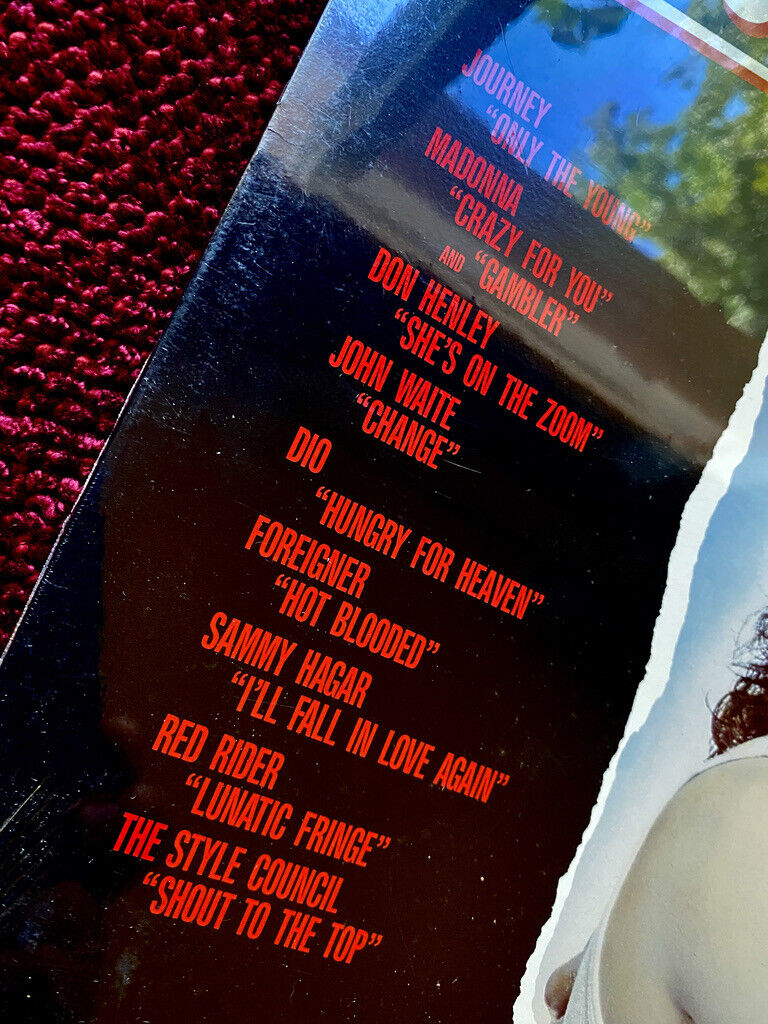 JOURNEY
“ONLY THE YOUNG”
MADONNA
“CRAZY FOR YOU”
AND “GAMBLER”
DON HENLEY
“SHE'S ON THE ZOOM”
JOHN WAITE
“CHANGE”
DIO
“HUNGRY FOR HEAVEN”
FOREIGNER
“HOT BLOODED”
SAMMY HAGAR
“I'LL FALL IN LOVE AGAIN”
RED RIDER
“LUNATIC FRINGE”
THE STYLE COUNCIL
“SHOUT TO THE TOP”